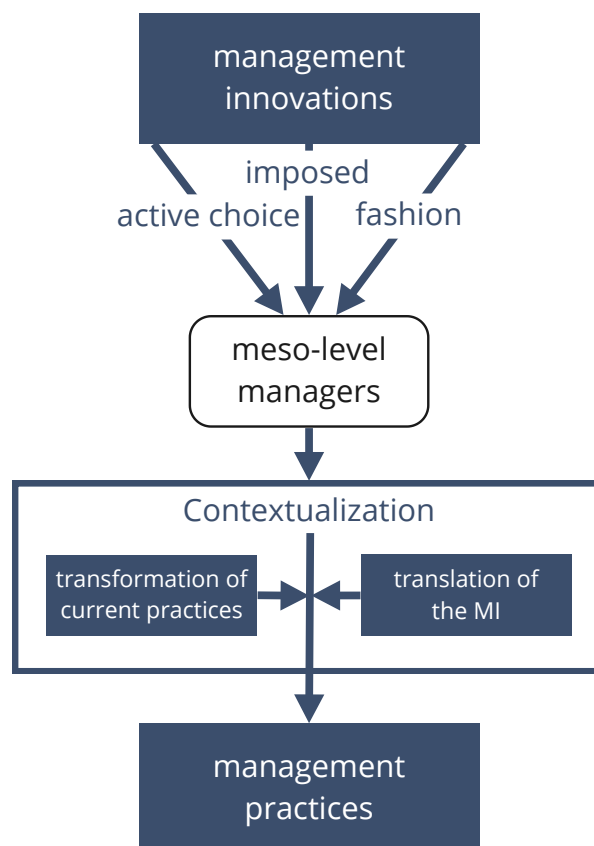 management
innovations
imposed
active choice
fashion
meso-level
managers
Contextualization
transformation of
current practices
translation of
the MI
management
practices